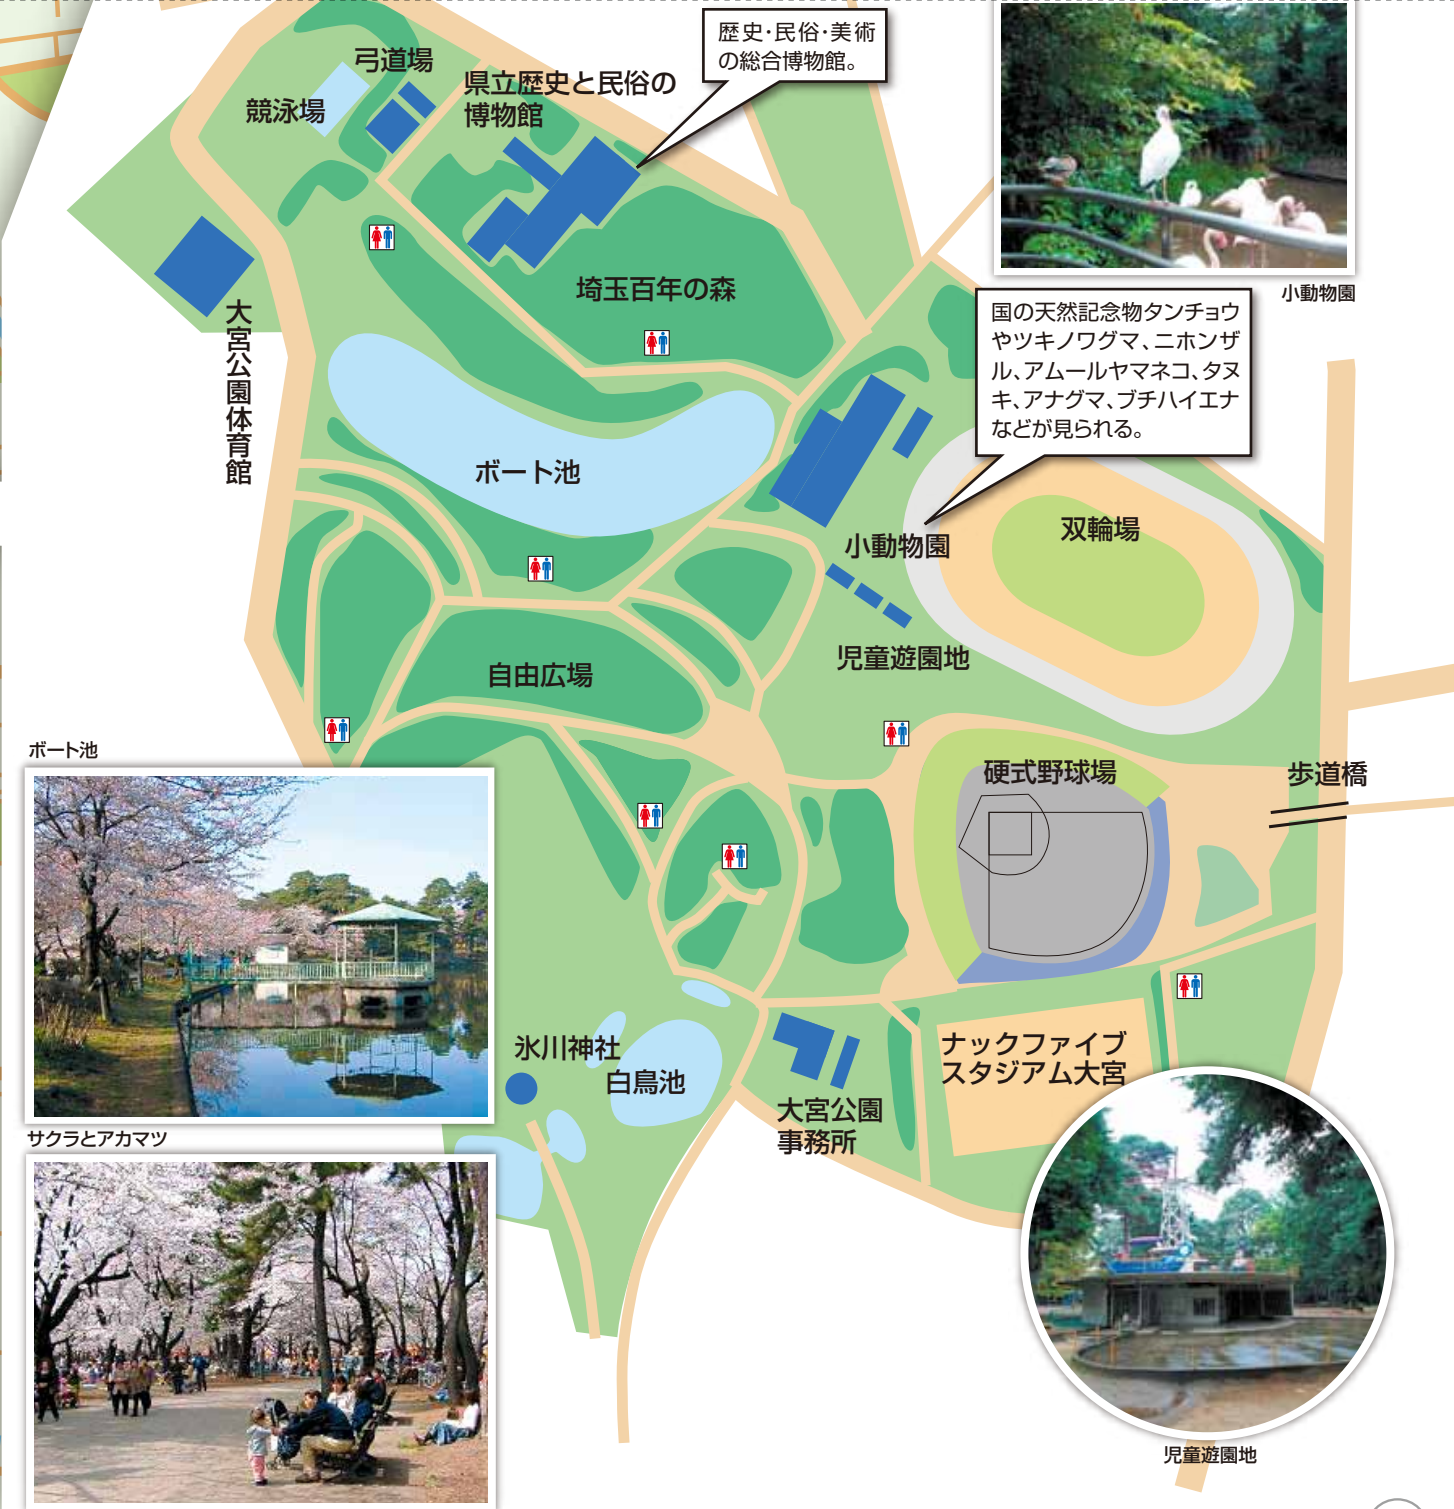 歴史・民俗・美術
の総合博物館。
弓道場
県立歴史と民俗の
博物館
競泳場
埼玉百年の森
小動物園
国の天然記念物タンチョウ
やツキノワグマ、ニホンザ
ル、アムールヤマネコ、タヌ
キ、アナグマ、ブチハイエナ
などが見られる。
大宮公園体育館
ボート池
双輪場
小動物園
児童遊園地
自由広場
ボート池
硬式野球場
歩道橋
氷川神社
白鳥池
ナックファイブ
スタジアム大宮
大宮公園
事務所
サクラとアカマツ
児童遊園地